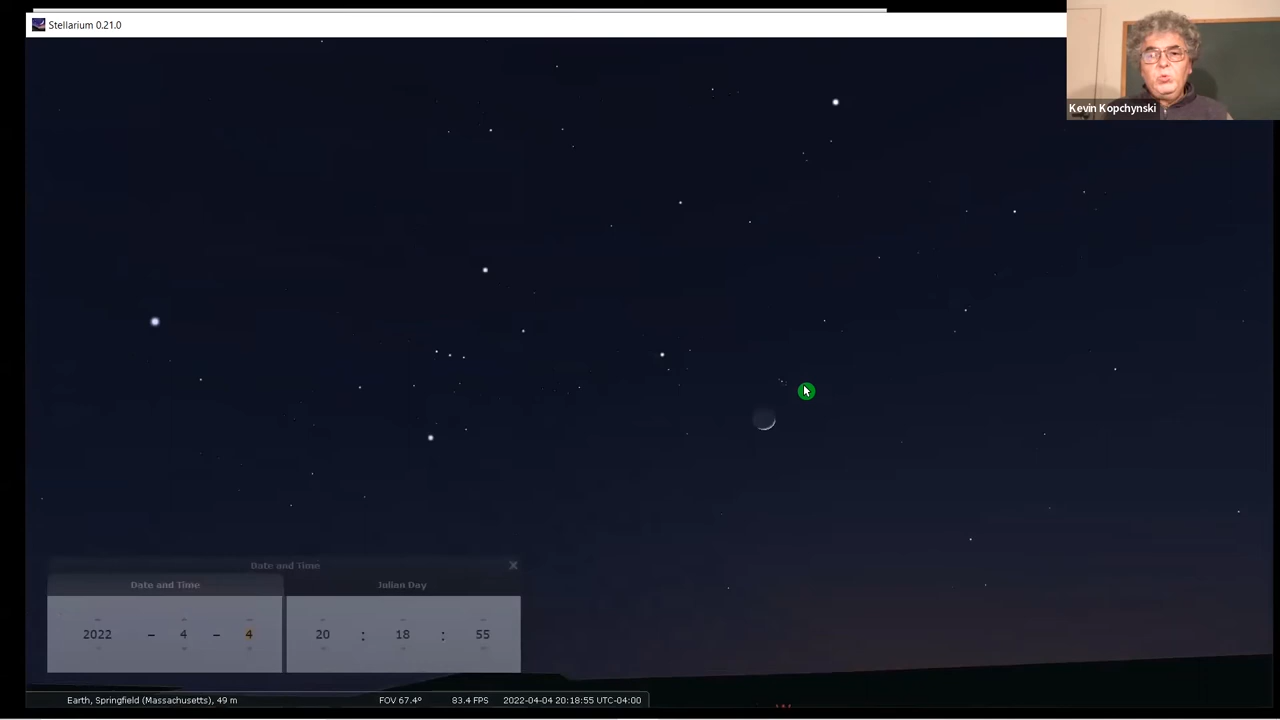 Stellarium 0.21.0
Kevin Kopchynski
Date and Time X
Date and Time Julian Day
2022 – 4 – 4 20 : 18 : 55
Earth, Springfield (Massachusetts), 49 m FOV 67.4° 83.4 FPS 2022-04-04 20:18:55 UTC-04:00
W